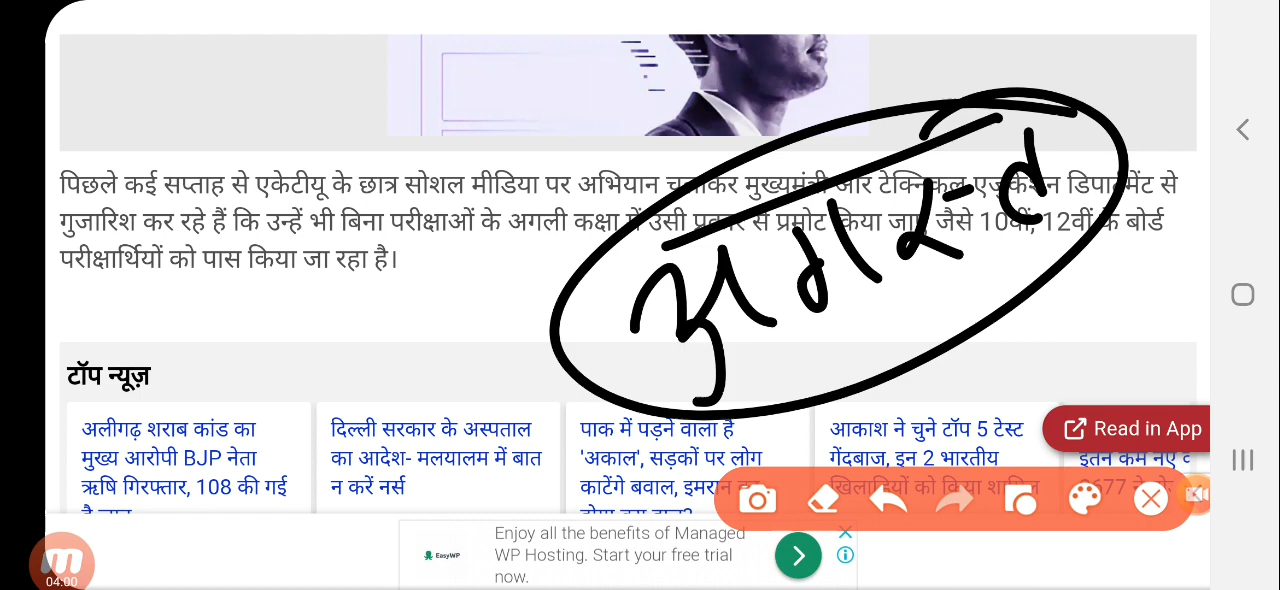 पिछले कई सप्ताह से एकेटीयू के छात्र सोशल मीडिया पर अभियान चलाकर मुख्यमंत्री और टेक्निकल एजुकेशन डिपार्टमेंट से
गुजारिश कर रहे हैं कि उन्हें भी बिना परीक्षाओं के अगली कक्षा में उसी प्रकार से प्रमोट किया जाए जैसे 10वीं, 12वीं के बोर्ड
परीक्षार्थियों को पास किया जा रहा है।
अगस्त
टॉप न्यूज़
अलीगढ़ शराब कांड का
मुख्य आरोपी BJP नेता
ऋषि गिरफ्तार, 108 की गई
दिल्ली सरकार के अस्पताल
का आदेश- मलयालम में बात
न करें नर्स
पाक में पड़ने वाला है
'अकाल', सड़कों पर लोग
काटेंगे बवाल, इमरान
आकाश ने चुने टॉप 5 टेस्ट
गेंदबाज, इन 2 भारतीय
खिलाड़ियों को किया शामिल
इतने कम नए
Read in App
EasyWP
Enjoy all the benefits of Managed
WP Hosting. Start your free trial
now.
04:00